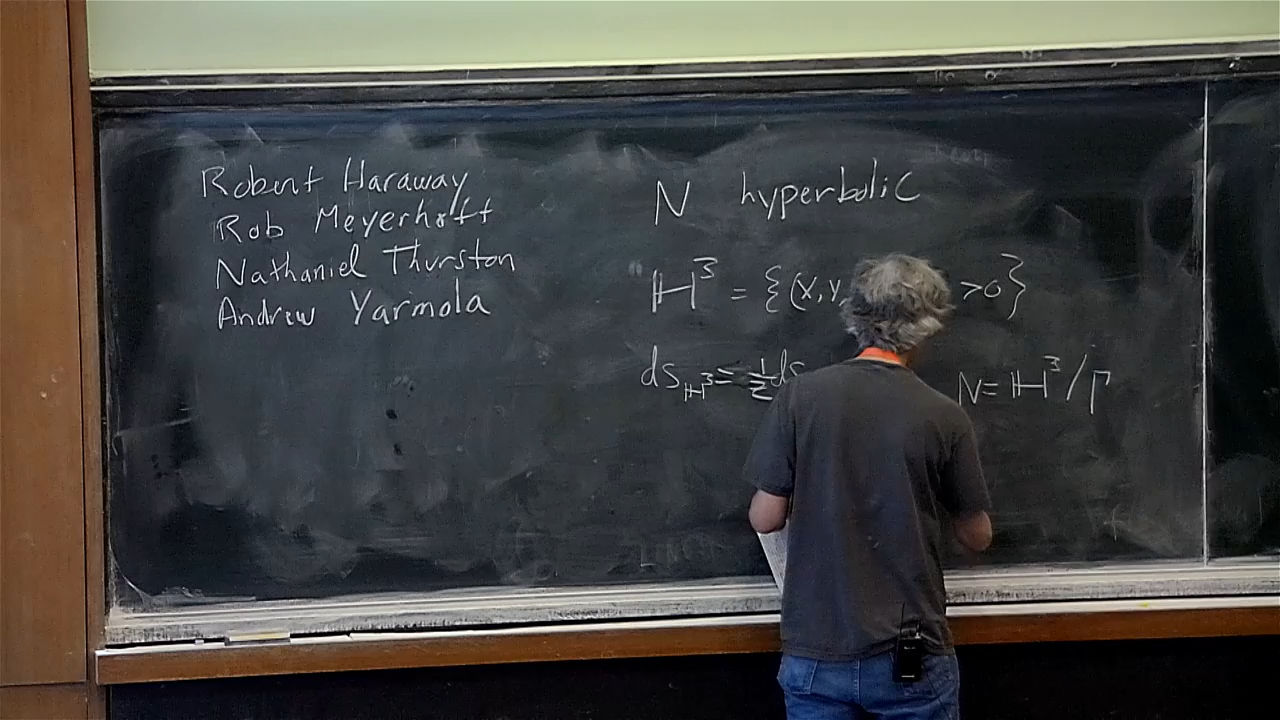 Robert Haraway
Rob Meyerhoff
Nathaniel Thurston
Andrew Yarmola
N hyperbolic
ℍ³ = {(x,y, >0}
ds_ℍ³ = 1/z ds
N = ℍ³/Γ